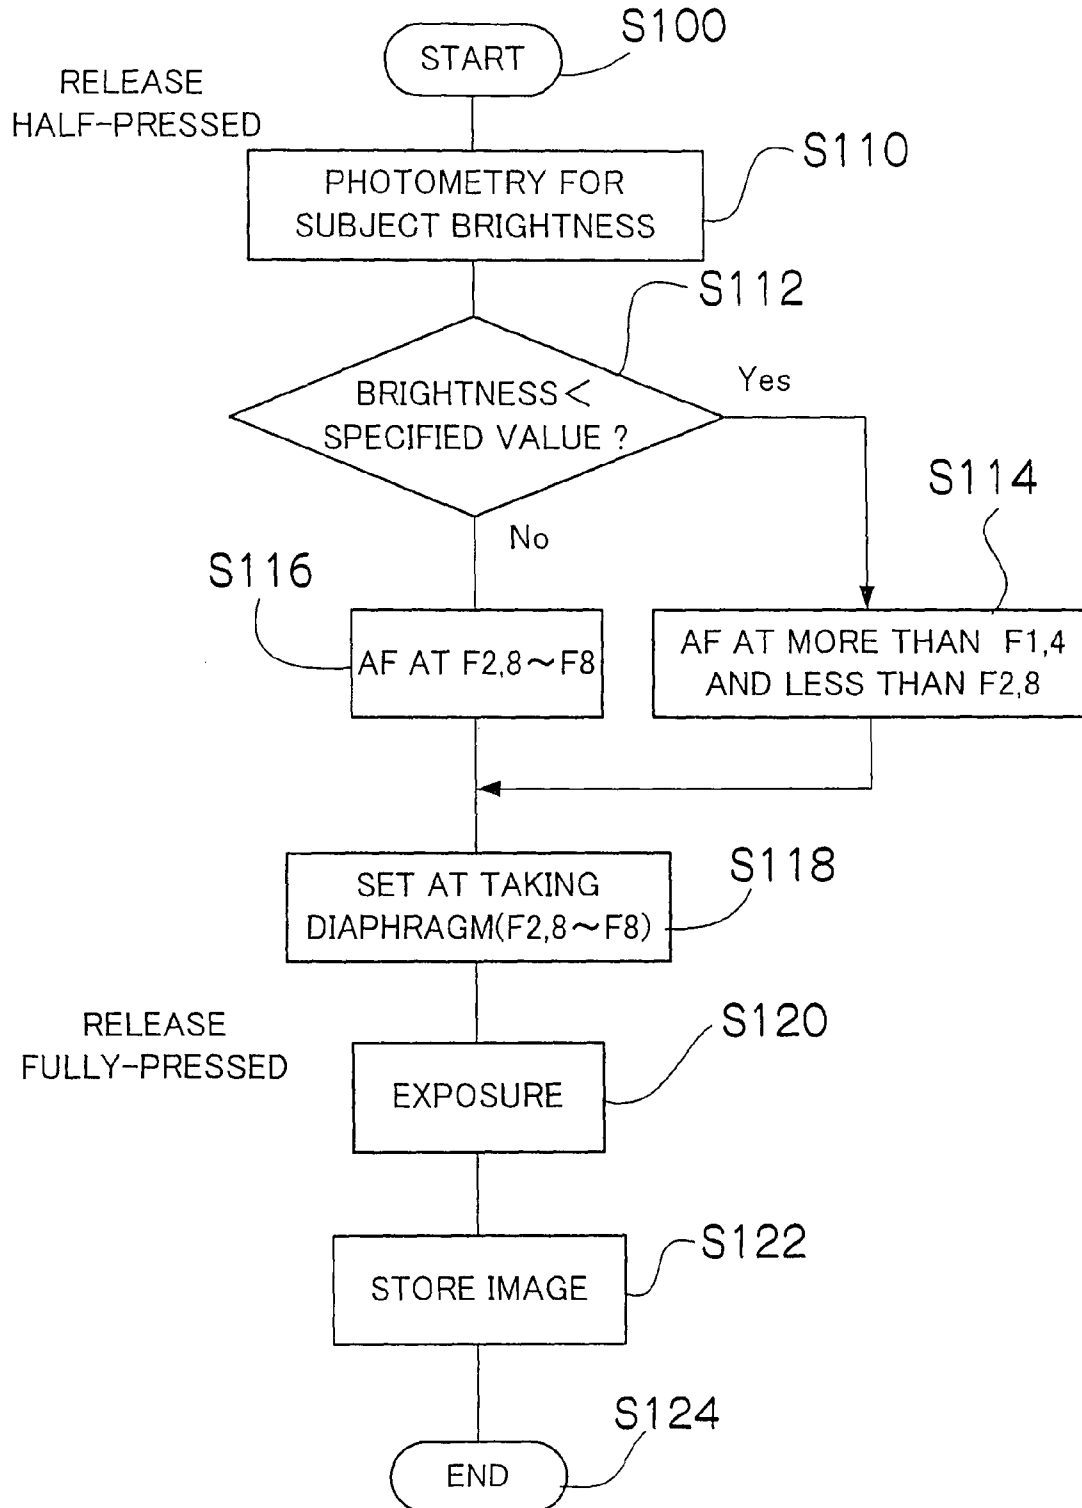 S100
START
RELEASE
HALF-PRESSED
S110
PHOTOMETRY FOR
SUBJECT BRIGHTNESS
S112
BRIGHTNESS<
SPECIFIED VALUE ?
Yes
No
S114
S116
AF AT F2,8~F8
AF AT MORE THAN F1,4
AND LESS THAN F2,8
S118
SET AT TAKING
DIAPHRAGM(F2,8~F8)
RELEASE
FULLY-PRESSED
S120
EXPOSURE
S122
STORE IMAGE
S124
END